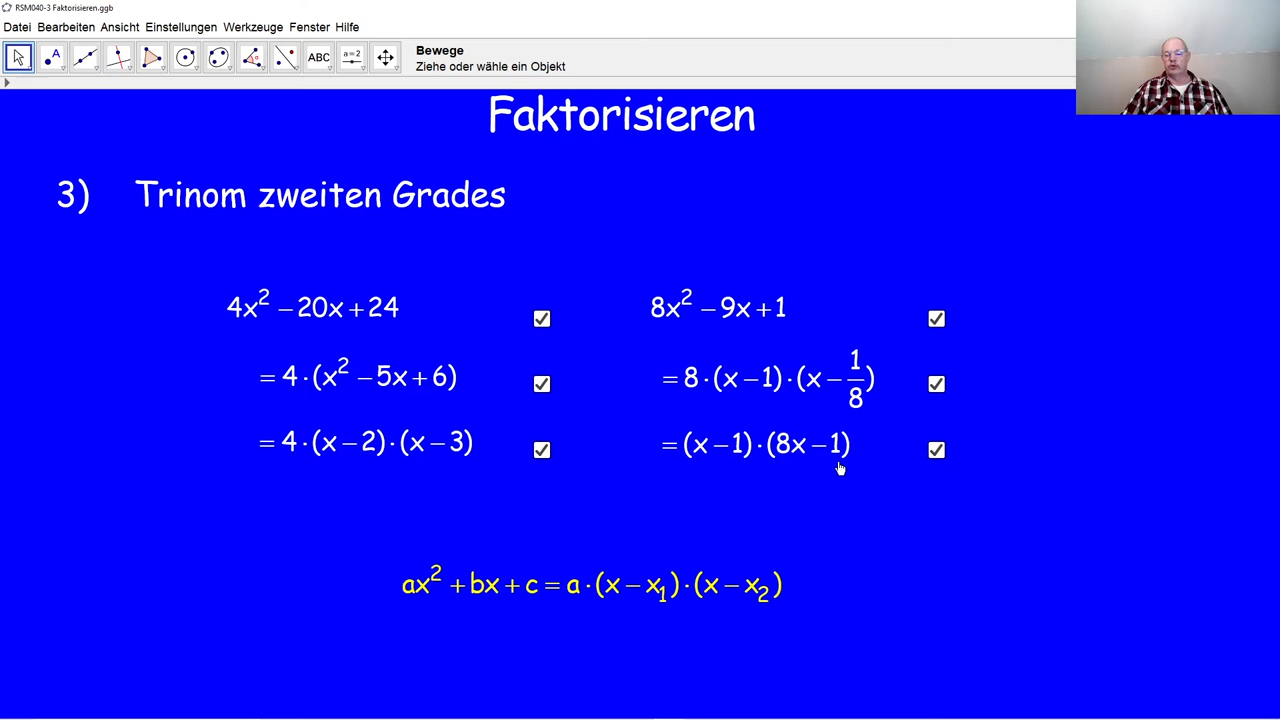 RSM040-3 Faktorisieren.ggb
Datei Bearbeiten Ansicht Einstellungen Werkzeuge Fenster Hilfe
A
ABC
a=2
Bewege
Ziehe oder wähle ein Objekt
Faktorisieren
3) Trinom zweiten Grades
4x² −20x+24
8x² −9x+1
=4·(x² −5x+6)
=8·(x−1)·(x−1/8)
=4·(x−2)·(x−3)
=(x−1)·(8x−1)
ax² +bx+c=a·(x−x₁)·(x−x₂)